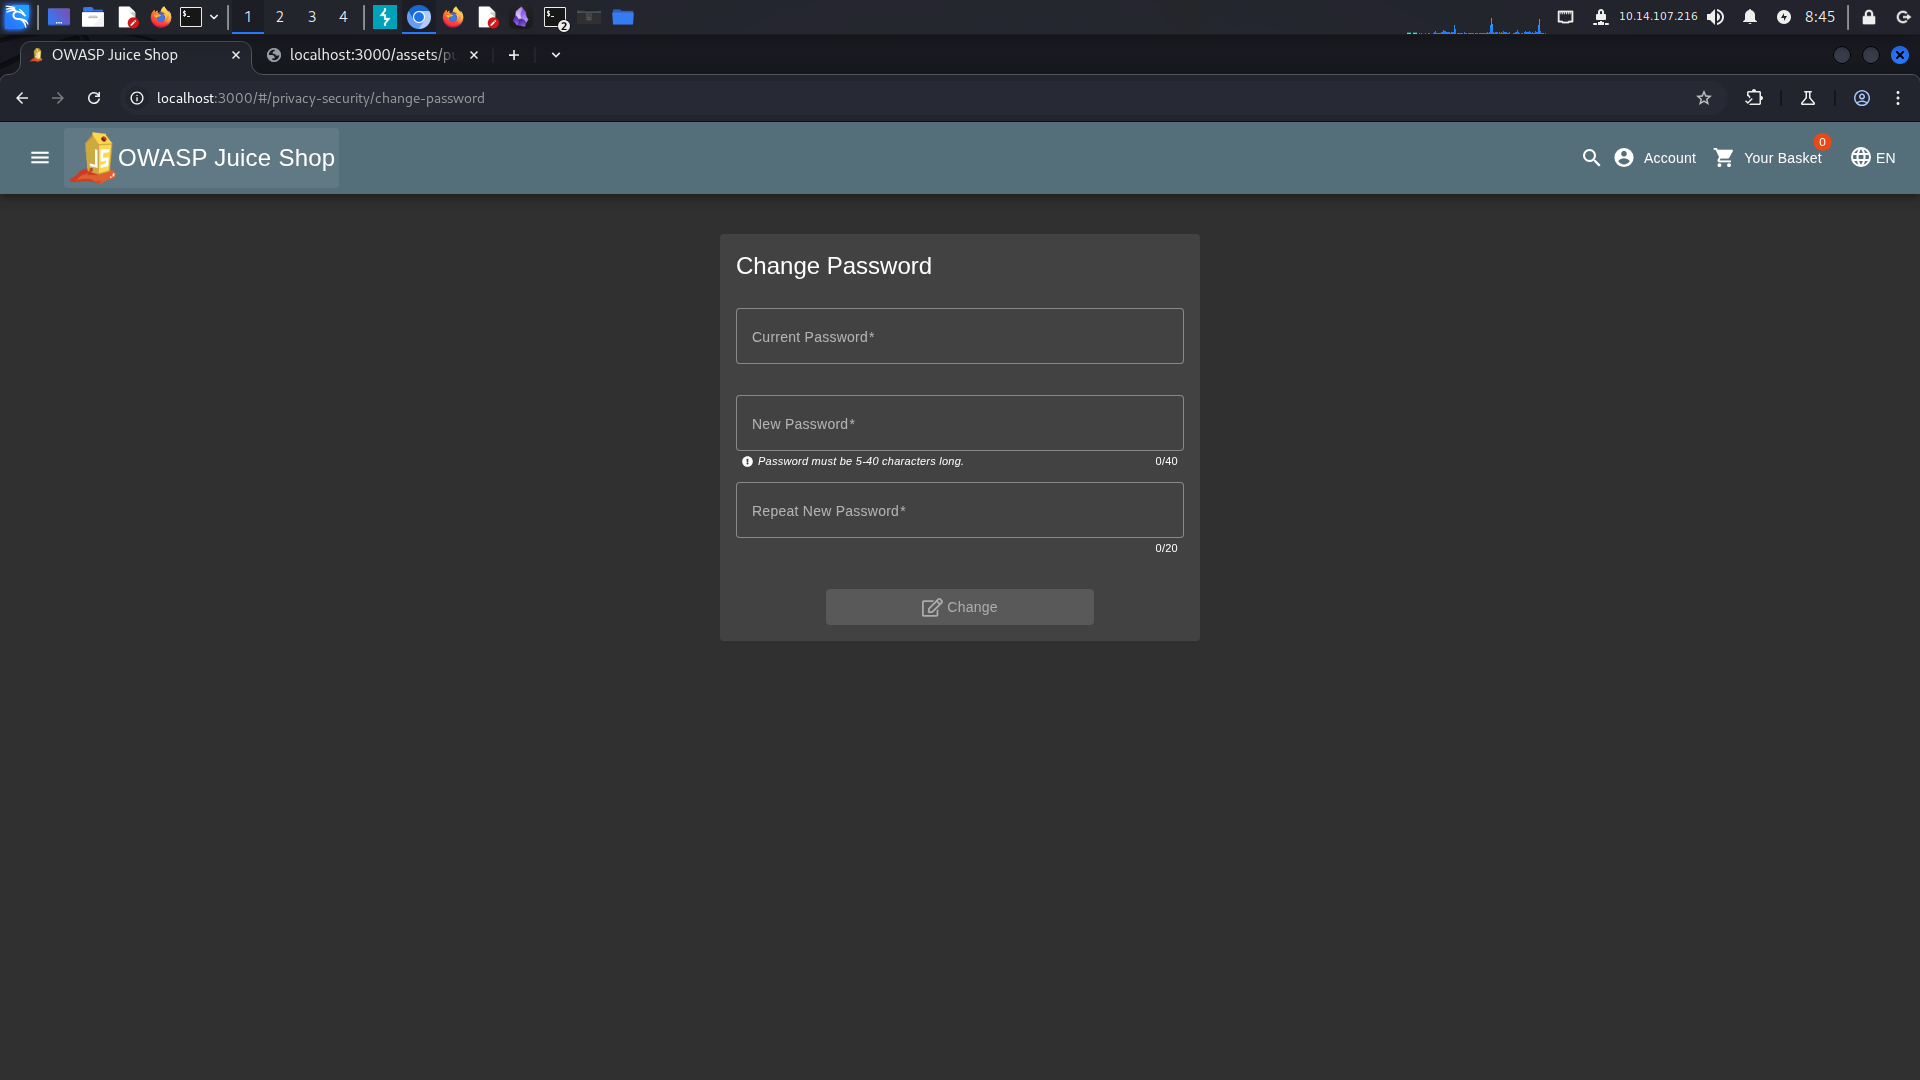 1 2 3 4 2 10.14.107.216 8:45
OWASP Juice Shop localhost:3000/assets/pu
localhost:3000/#/privacy-security/change-password
JS OWASP Juice Shop Account Your Basket 0 EN
Change Password
Current Password*
New Password*
Password must be 5-40 characters long. 0/40
Repeat New Password*
0/20
Change